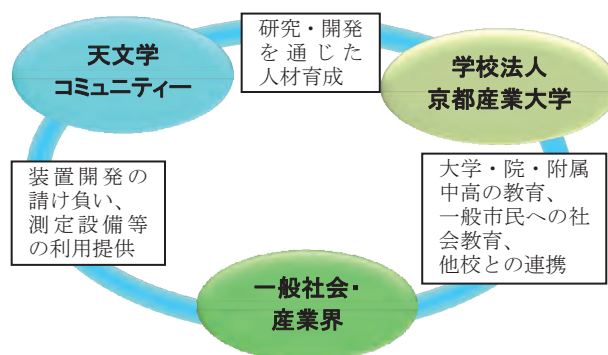 天文学
コミュニティー
研究・開発
を通じた
人材育成
学校法人
京都産業大学
装置開発の
請け負い、
測定設備等
の利用提供
大学・院・附属
中高の教育、
一般市民への社
会教育、
他校との連携
一般社会・
産業界